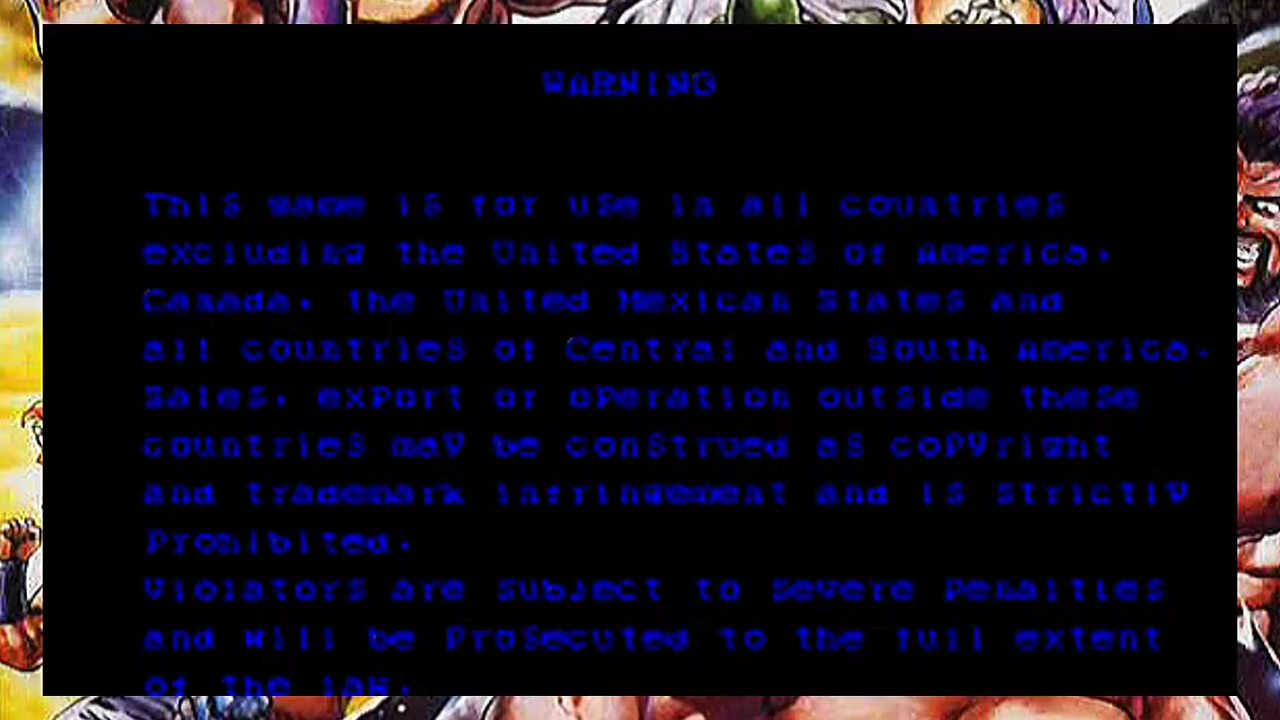 WARNING
This game is for use in all countries
excluding the United States of America,
Canada, the United Mexican States and
all countries of Central and South America.
Sales, export or operation outside these
countries may be construed as copyright
and trademark infringement and is strictly
prohibited.
Violators are subject to severe penalties
and will be prosecuted to the full extent
of the law.